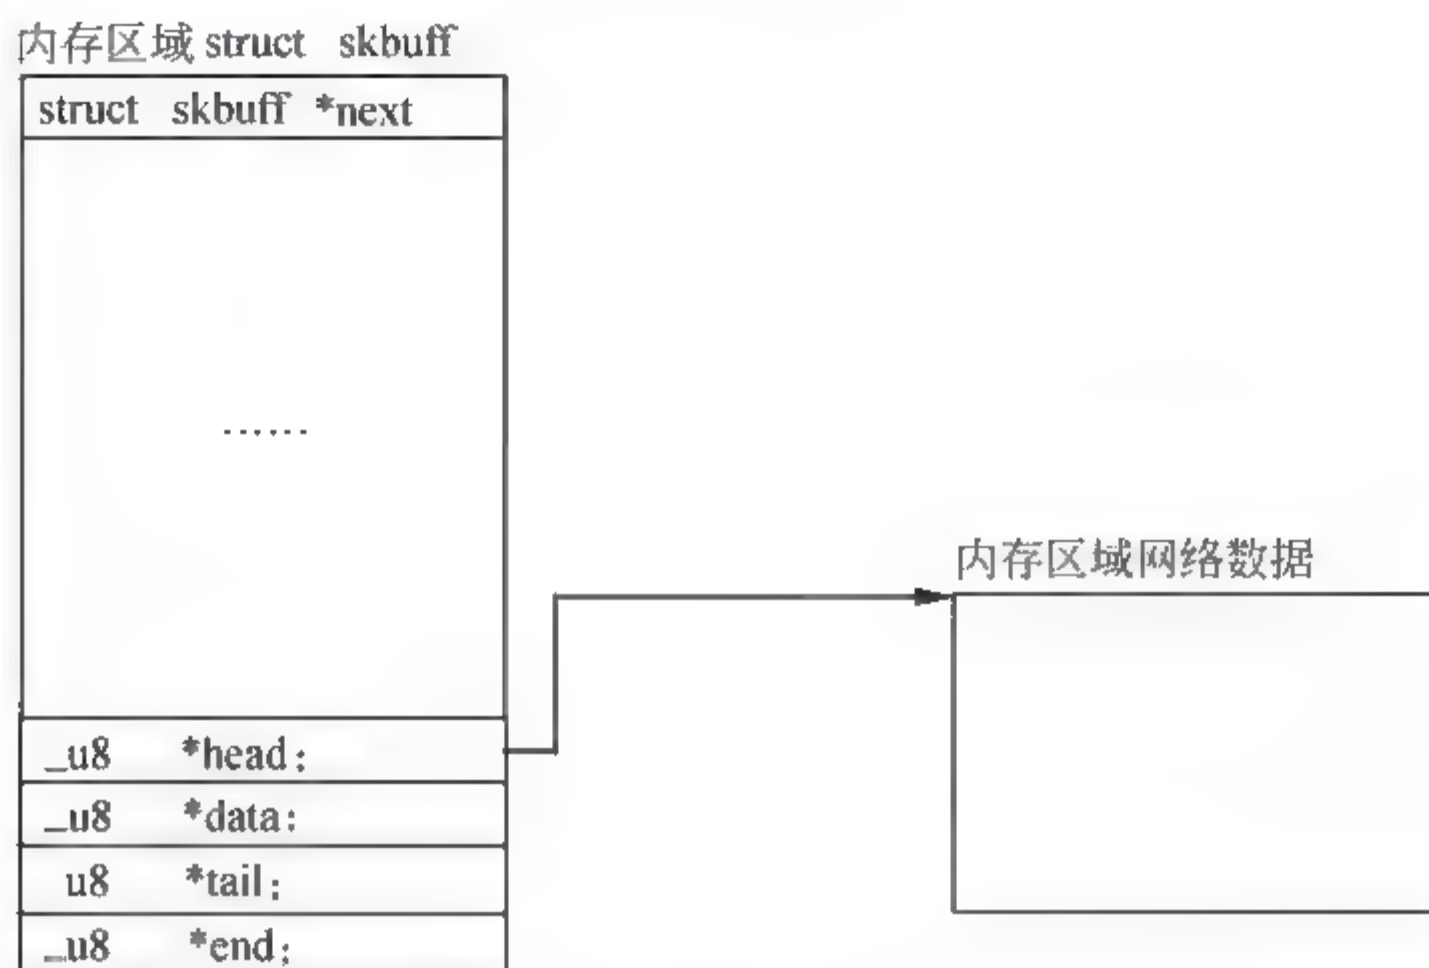 内存区域 struct skbuff
struct skbuff *next
······
_u8 *head;
_u8 *data;
u8 *tail;
_u8 *end;
内存区域网络数据